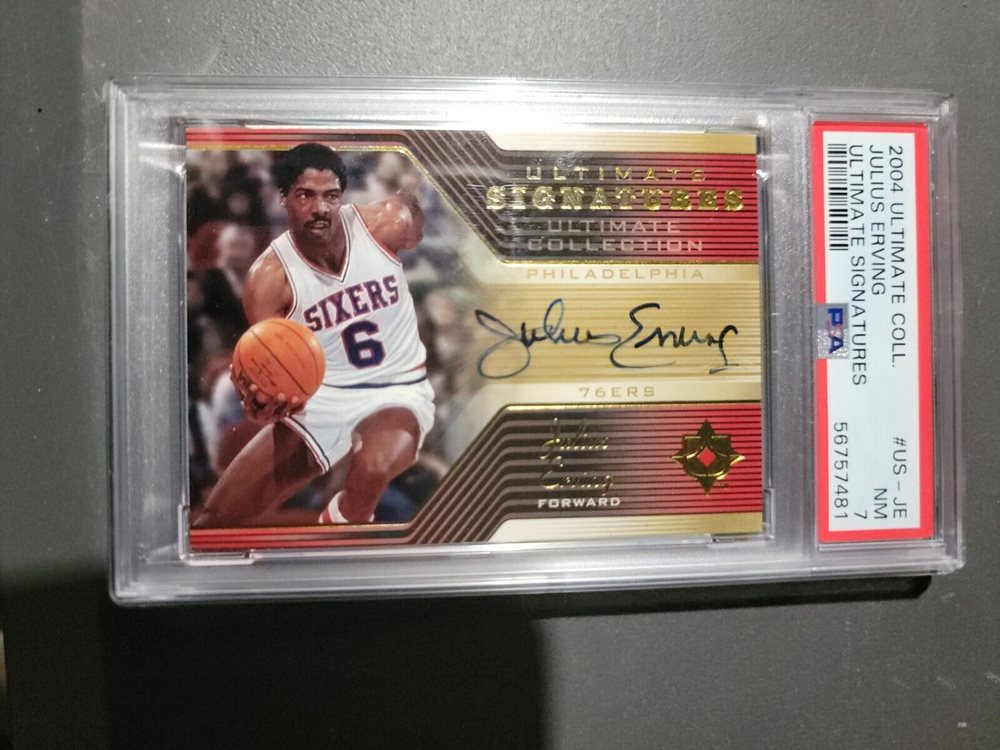 ULTIMATE
SIGNATURES
ULTIMATE
COLLECTION
PHILADELPHIA
SIXERS
6
Julius Erving
76ERS
Julius
Erving
FORWARD
2004 ULTIMATE COLL. #US-JE
JULIUS ERVING NM
ULTIMATE SIGNATURES 7
PSA
56757481